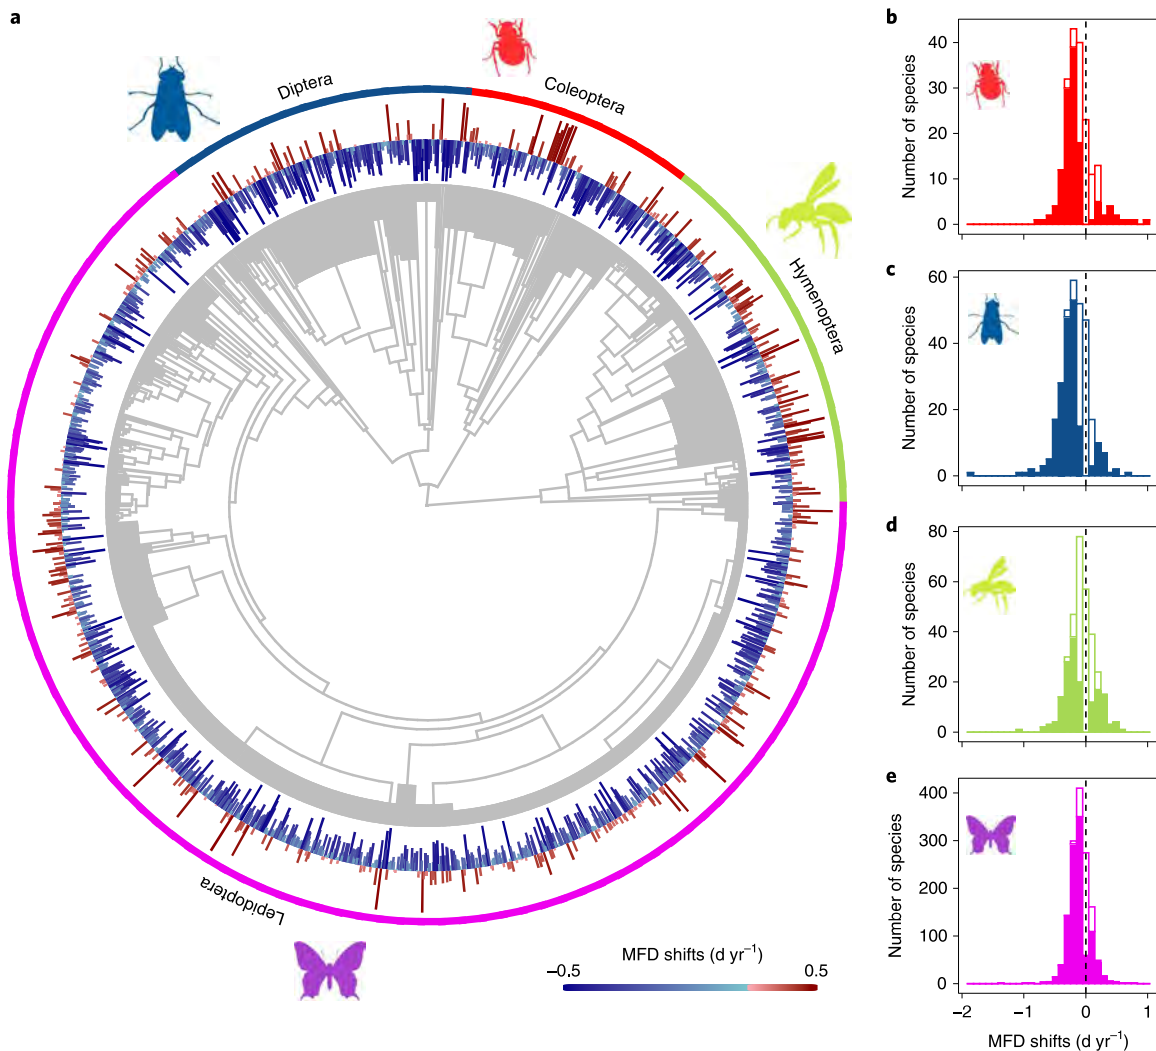 a
Diptera
Coleoptera
Hymenoptera
Lepidoptera
MFD shifts (d yr⁻¹)
−0.5
0.5
b
Number of species
40
30
20
10
0
c
Number of species
60
40
20
0
d
Number of species
80
60
40
20
0
e
Number of species
400
300
200
100
0
−2
−1
0
1
MFD shifts (d yr⁻¹)